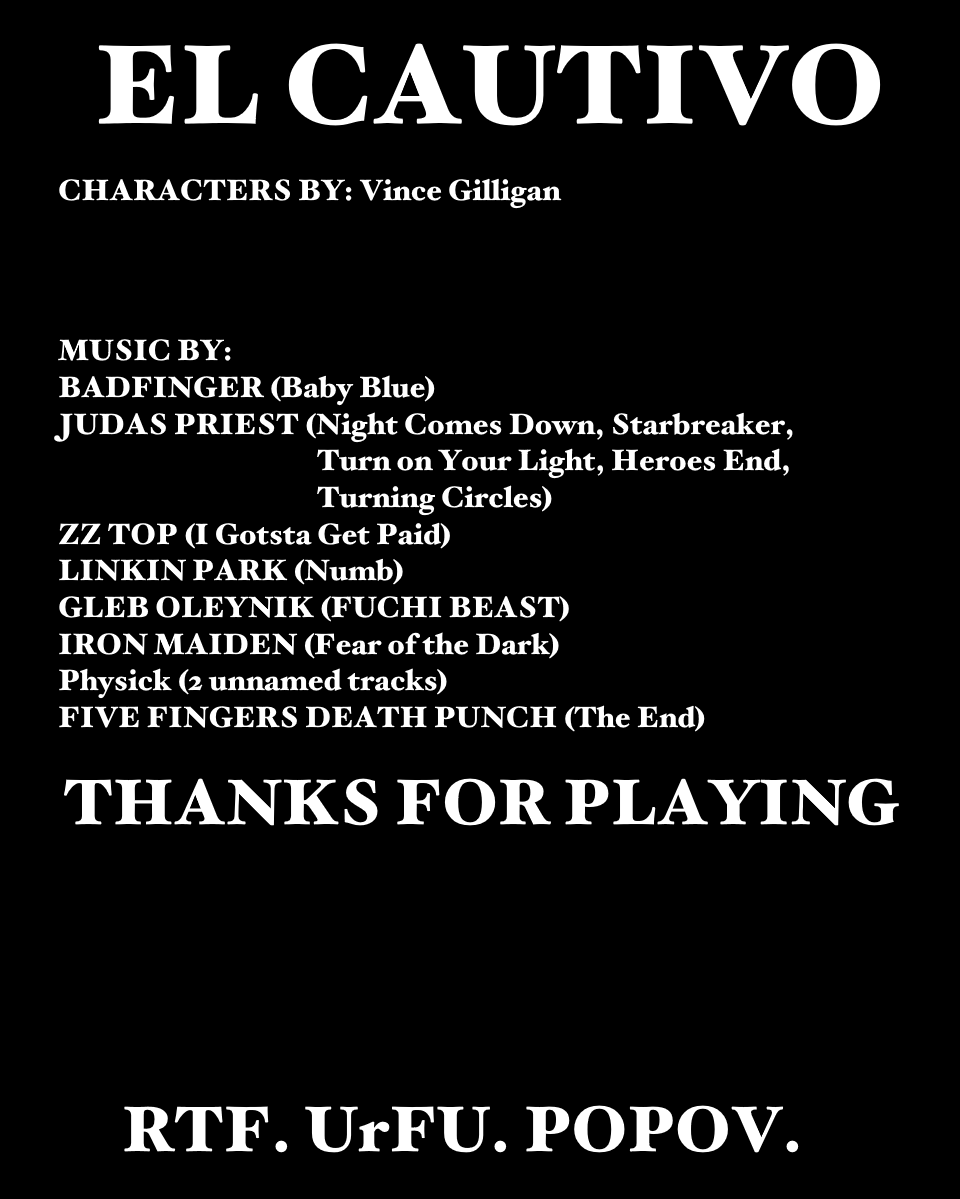 EL CAUTIVO
CHARACTERS BY: Vince Gilligan
MUSIC BY:
BADFINGER (Baby Blue)
JUDAS PRIEST (Night Comes Down, Starbreaker,
Turn on Your Light, Heroes End,
Turning Circles)
ZZ TOP (I Gotsta Get Paid)
LINKIN PARK (Numb)
GLEB OLEYNIK (FUCHI BEAST)
IRON MAIDEN (Fear of the Dark)
Physick (2 unnamed tracks)
FIVE FINGERS DEATH PUNCH (The End)
THANKS FOR PLAYING
RTF. UrFU. POPOV.